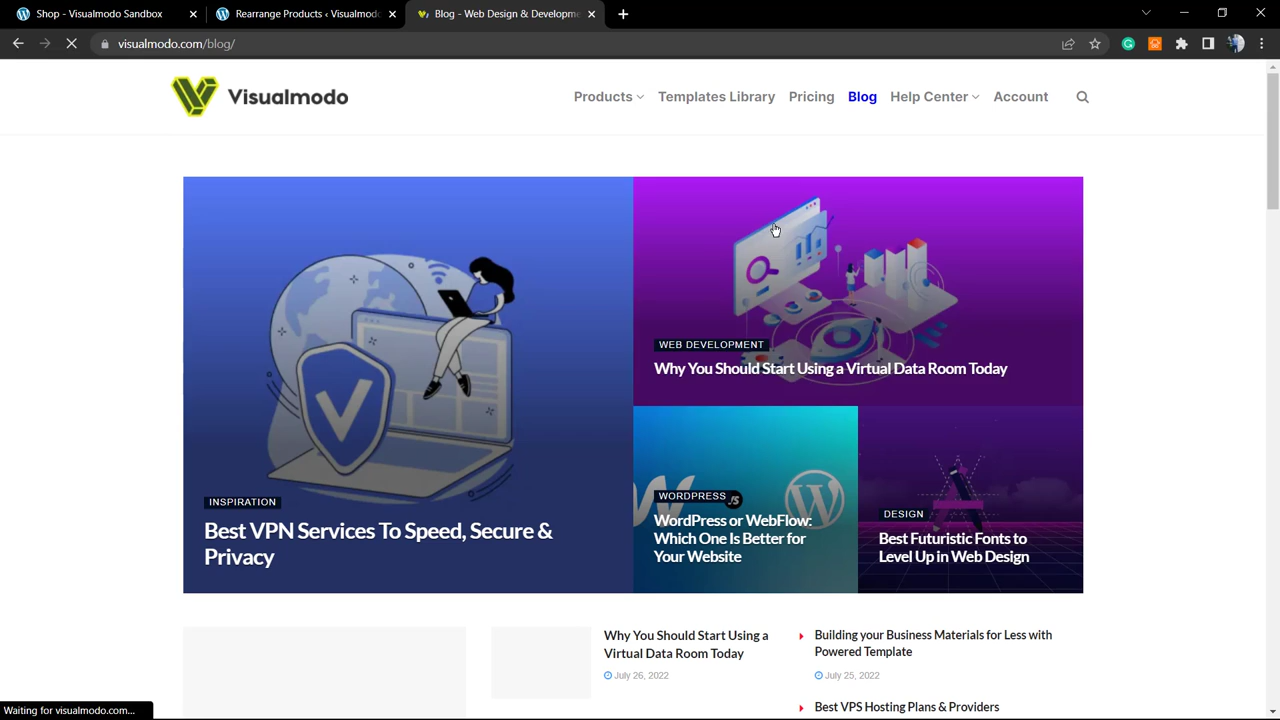 Shop - Visualmodo Sandbox
Rearrange Products ‹ Visualmodo
Blog - Web Design & Developme
visualmodo.com/blog/
Visualmodo
Products
Templates Library
Pricing
Blog
Help Center
Account
INSPIRATION
Best VPN Services To Speed, Secure &
Privacy
WEB DEVELOPMENT
Why You Should Start Using a Virtual Data Room Today
WORDPRESS
JS
WordPress or WebFlow:
Which One Is Better for
Your Website
DESIGN
Best Futuristic Fonts to
Level Up in Web Design
Why You Should Start Using a
Virtual Data Room Today
July 26, 2022
Building your Business Materials for Less with
Powered Template
July 25, 2022
Best VPS Hosting Plans & Providers
Waiting for visualmodo.com...